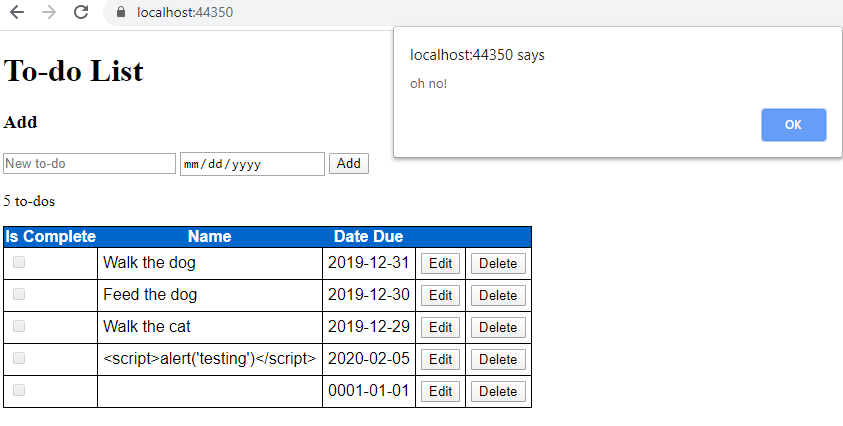 localhost:44350
localhost:44350 says
oh no!
OK
To-do List
Add
New to-do mm/dd/yyyy Add
5 to-dos
Is Complete Name Date Due
Walk the dog 2019-12-31 Edit Delete
Feed the dog 2019-12-30 Edit Delete
Walk the cat 2019-12-29 Edit Delete
<script>alert('testing')</script> 2020-02-05 Edit Delete
0001-01-01 Edit Delete